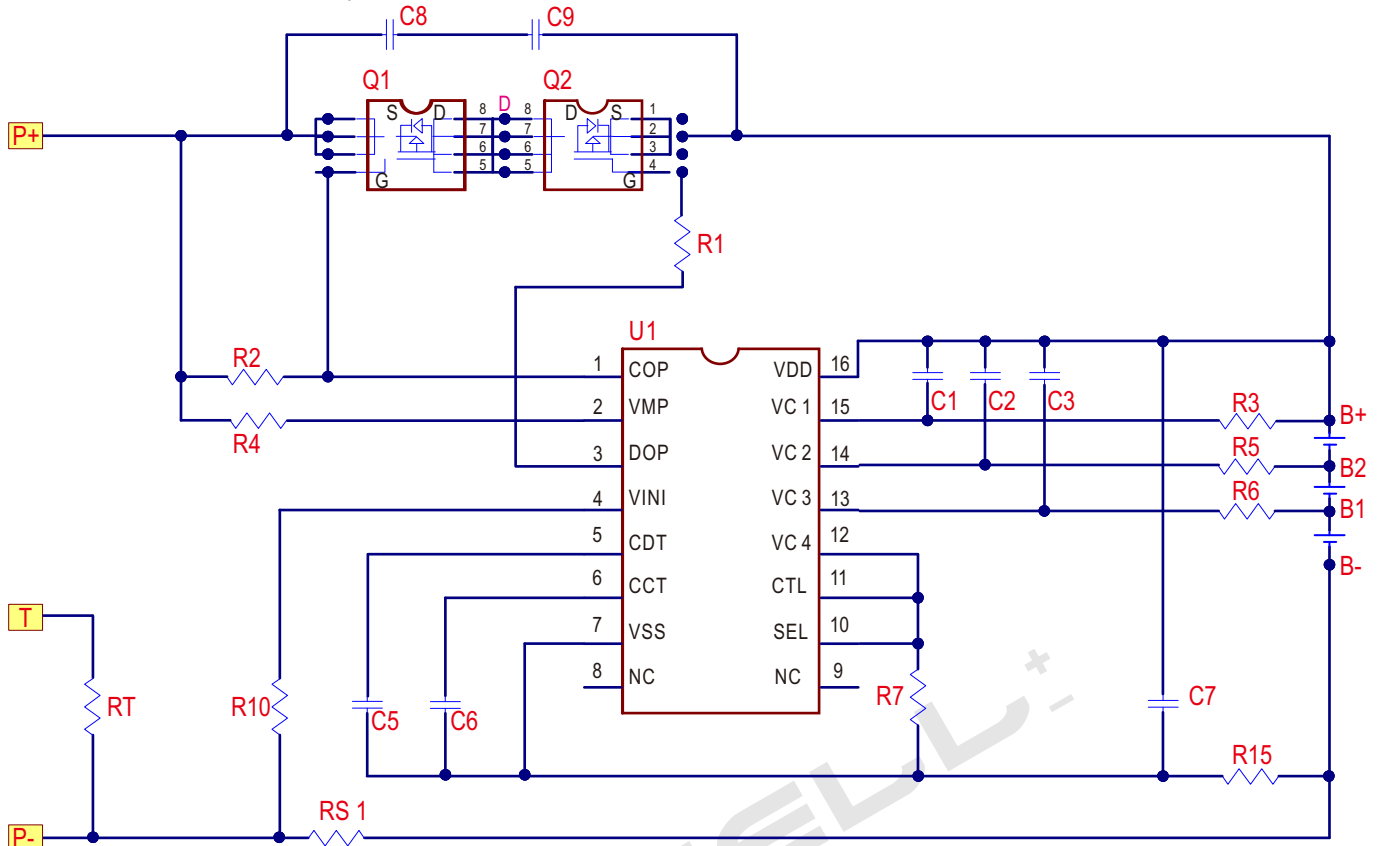 C8 C9
Q1 Q2
S D 8 D 8 D S 1
P+ 7 7 2
6 6 3
G 5 5 G 4
R1
U1
R2 1 COP VDD 16
C1 C2 C3
2 VMP VC 1 15 R3 B+
R4
3 DOP VC 2 14 R5 B2
4 VINI VC 3 13 R6 B1
5 CDT VC 4 12
B-
6 CCT CTL 11
T
7 VSS SEL 10
8 NC NC 9
RT R10 C5 C6 R7 C7
R15
RS 1
P-